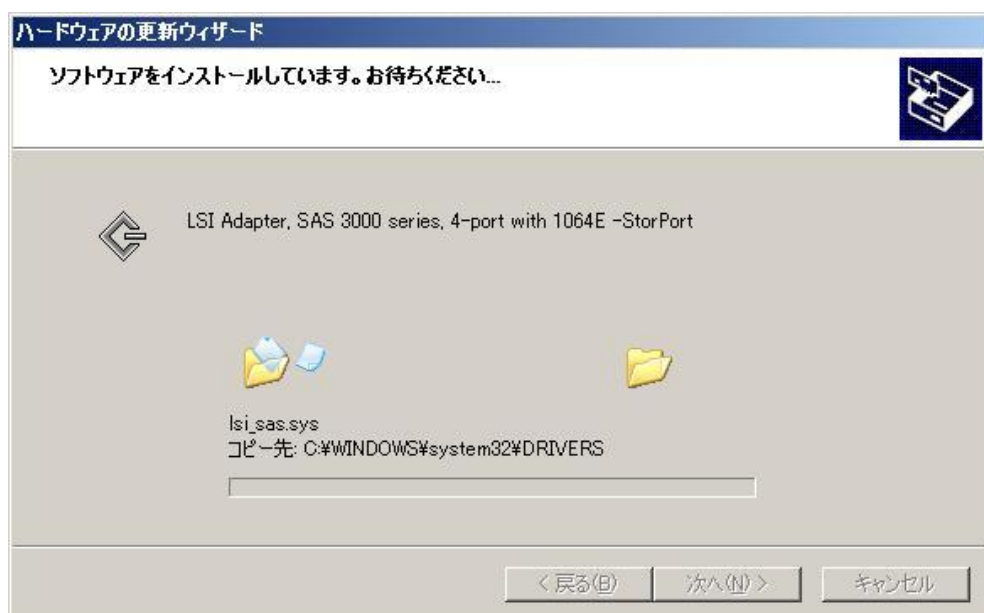 ハードウェアの更新ウィザード
ソフトウェアをインストールしています。お待ちください...
LSI Adapter, SAS 3000 series, 4-port with 1064E -StorPort
lsi_sas.sys
コピー先: C:¥WINDOWS¥system32¥DRIVERS
< 戻る(B) 次へ(N) > キャンセル